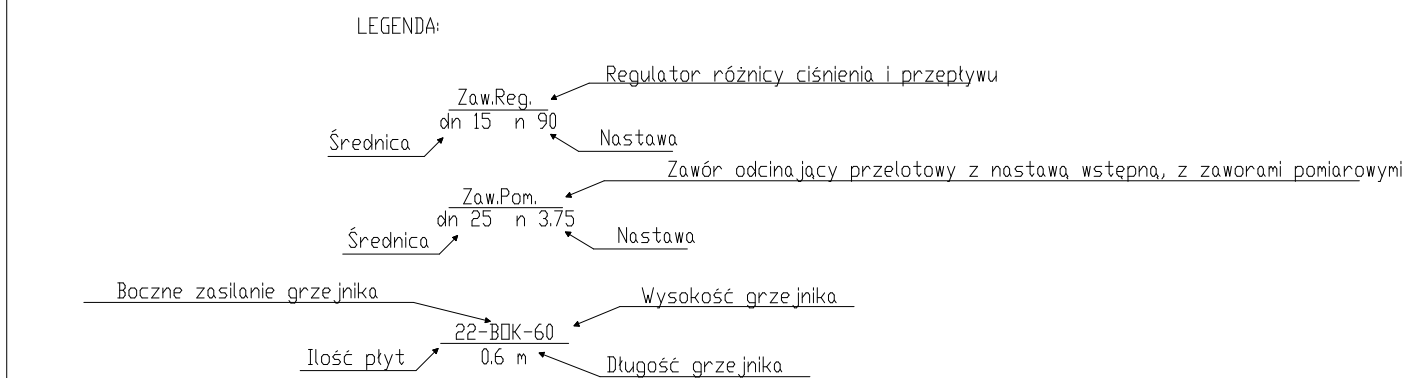 LEGENDA:
Regulator różnicy ciśnienia i przepływu
Zaw.Reg.
dn 15 n 90
Średnica
Nastawa
Zawór odcinający przelotowy z nastawą wstępną, z zaworami pomiarowymi
Zaw.Pom.
dn 25 n 3.75
Średnica
Nastawa
Boczne zasilanie grzejnika
Wysokość grzejnika
22-B□K-60
Ilość płyt
0.6 m
Długość grzejnika